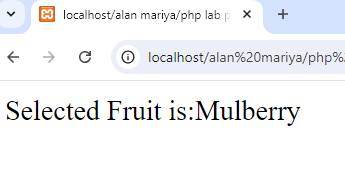 localhost/alan mariya/php lab p
localhost/alan%20mariya/php%
Selected Fruit is:Mulberry